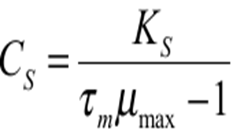 C_S = K_S / (τ_m μ_max − 1)